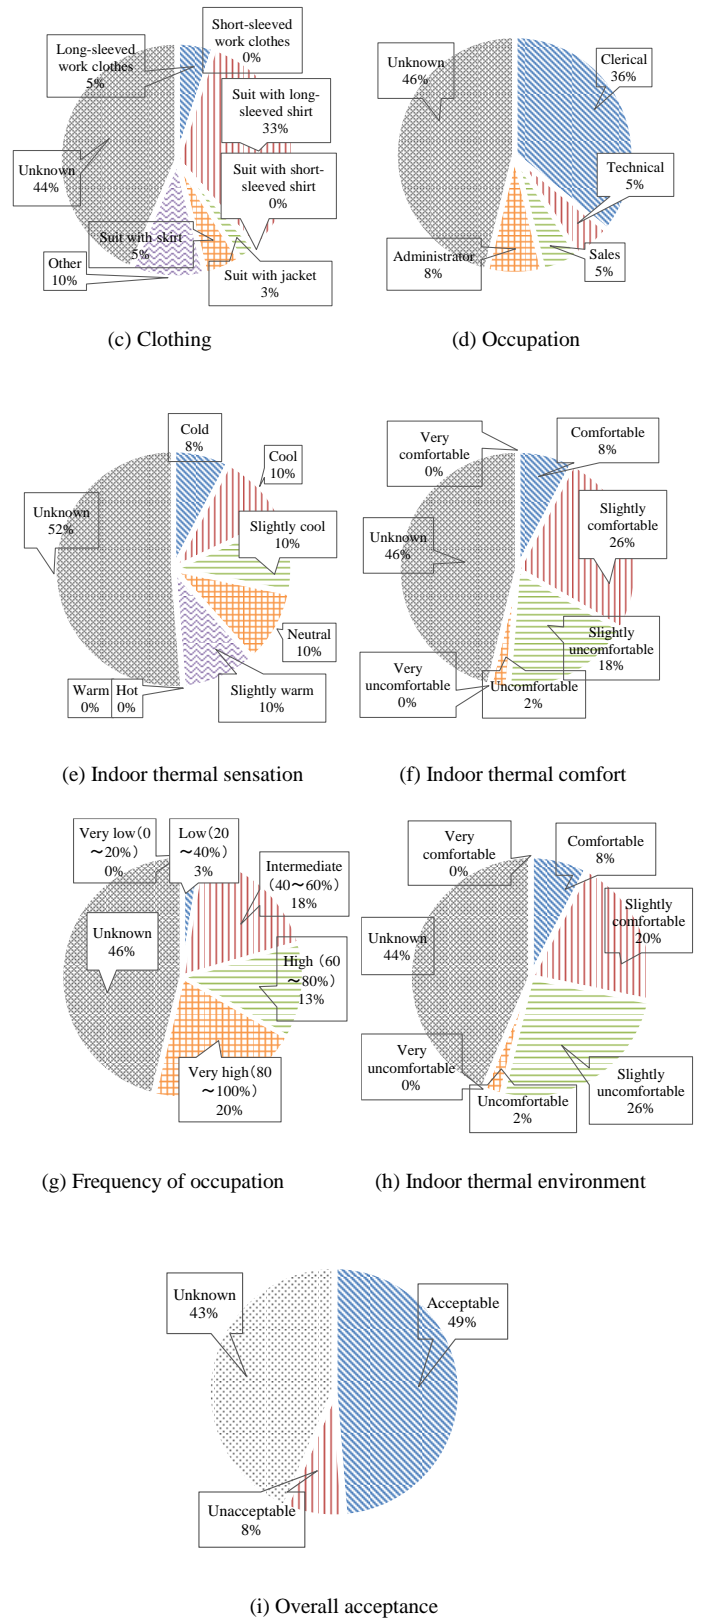 Short-sleeved
work clothes
0%
Long-sleeved
work clothes
5%
Suit with long-
sleeved shirt
33%
Suit with short-
sleeved shirt
0%
Unknown
44%
Suit with skirt
5%
Other
10%
Suit with jacket
3%
(c) Clothing
Unknown
46%
Clerical
36%
Technical
5%
Administrator
8%
Sales
5%
(d) Occupation
Cold
8%
Cool
10%
Unknown
52%
Slightly cool
10%
Neutral
10%
Warm
0%
Hot
0%
Slightly warm
10%
(e) Indoor thermal sensation
Very
comfortable
0%
Comfortable
8%
Slightly
comfortable
26%
Unknown
46%
Slightly
uncomfortable
18%
Very
uncomfortable
0%
Uncomfortable
2%
(f) Indoor thermal comfort
Very low(0
～20%)
0%
Low(20
～40%)
3%
Intermediate
(40～60%)
18%
Unknown
46%
High (60
～80%)
13%
Very high(80
～100%)
20%
(g) Frequency of occupation
Very
comfortable
0%
Comfortable
8%
Slightly
comfortable
20%
Unknown
44%
Very
uncomfortable
0%
Uncomfortable
2%
Slightly
uncomfortable
26%
(h) Indoor thermal environment
Unknown
43%
Acceptable
49%
Unacceptable
8%
(i) Overall acceptance